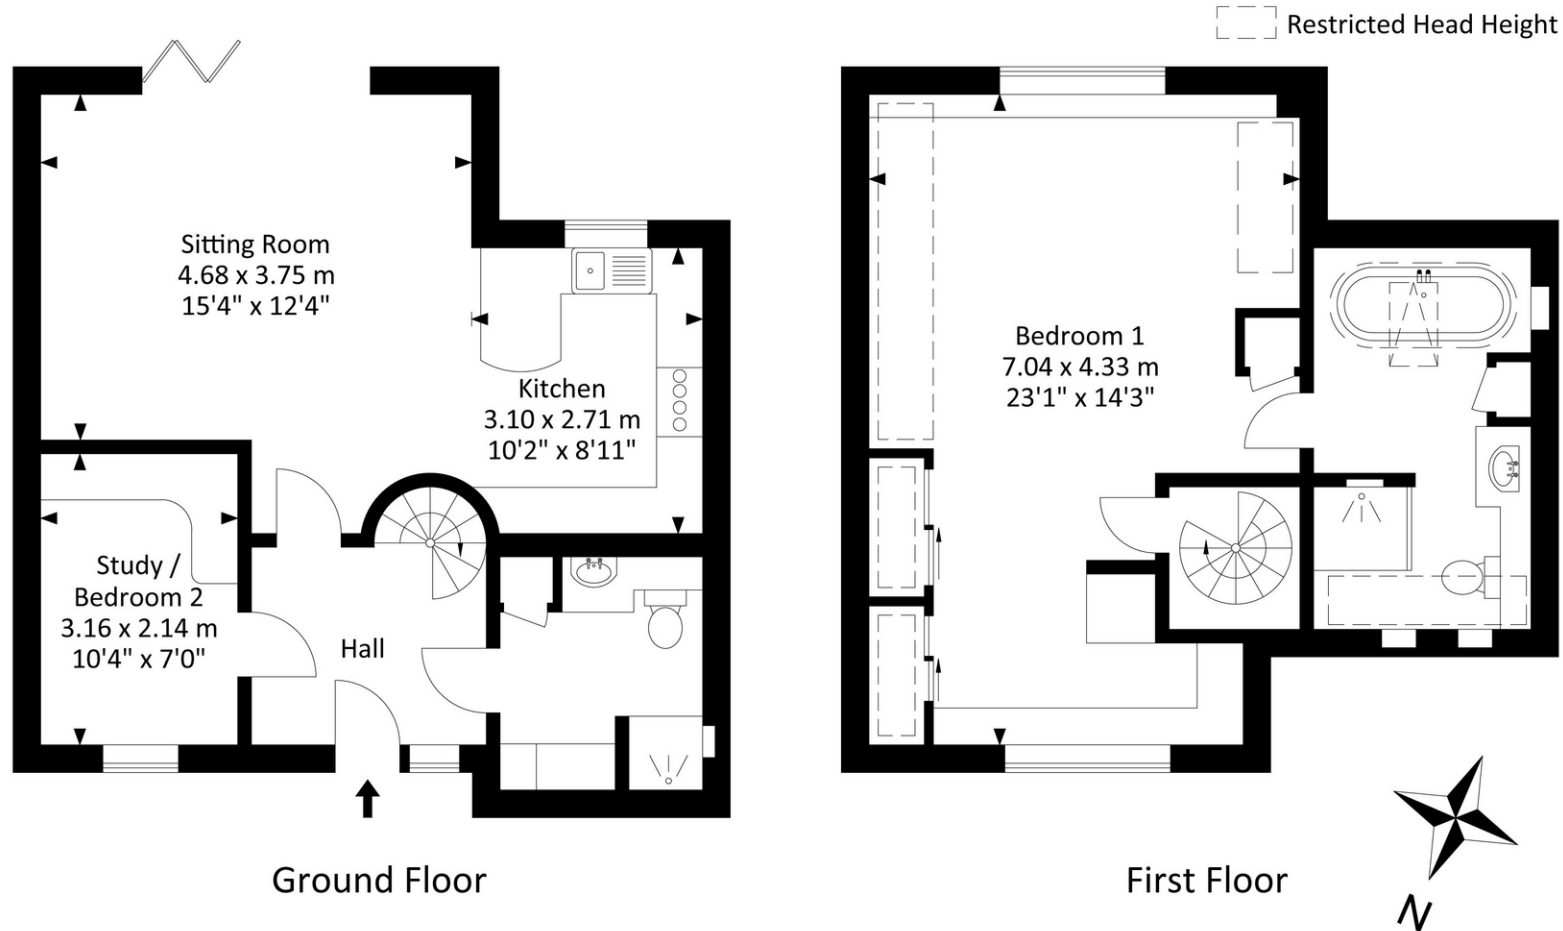 Restricted Head Height
Sitting Room
4.68 x 3.75 m
15'4" x 12'4"
Kitchen
3.10 x 2.71 m
10'2" x 8'11"
Study /
Bedroom 2
3.16 x 2.14 m
10'4" x 7'0"
Hall
Ground Floor
Bedroom 1
7.04 x 4.33 m
23'1" x 14'3"
First Floor
N